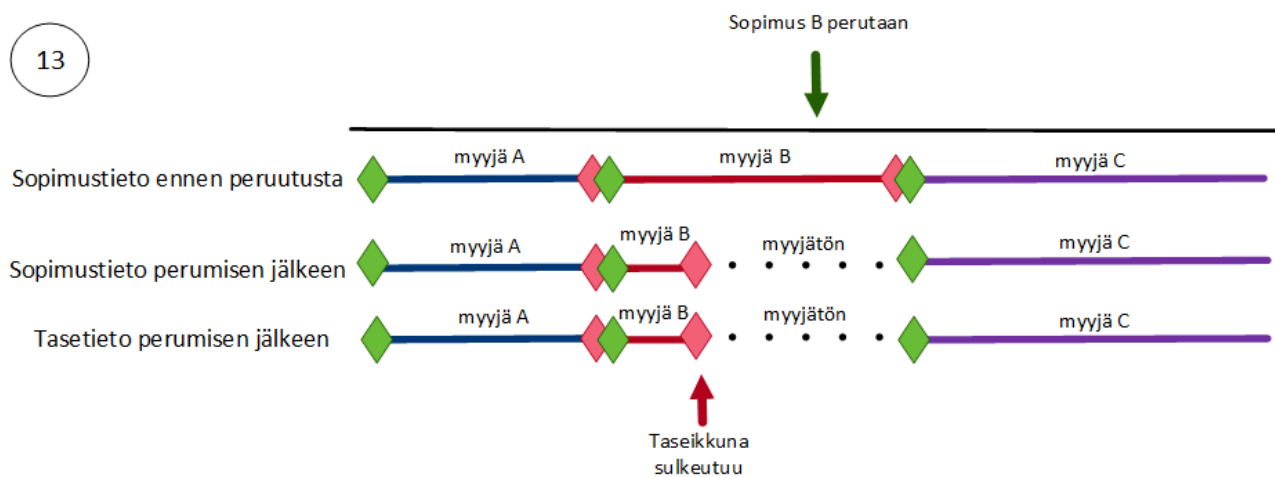 Sopimus B perutaan
13
myyjä A
myyjä B
myyjä C
Sopimustieto ennen peruutusta
myyjä A
myyjä B
myyjätön
myyjä C
Sopimustieto perumisen jälkeen
myyjä A
myyjä B
myyjätön
myyjä C
Tasetieto perumisen jälkeen
Taseikkuna
sulkeutuu